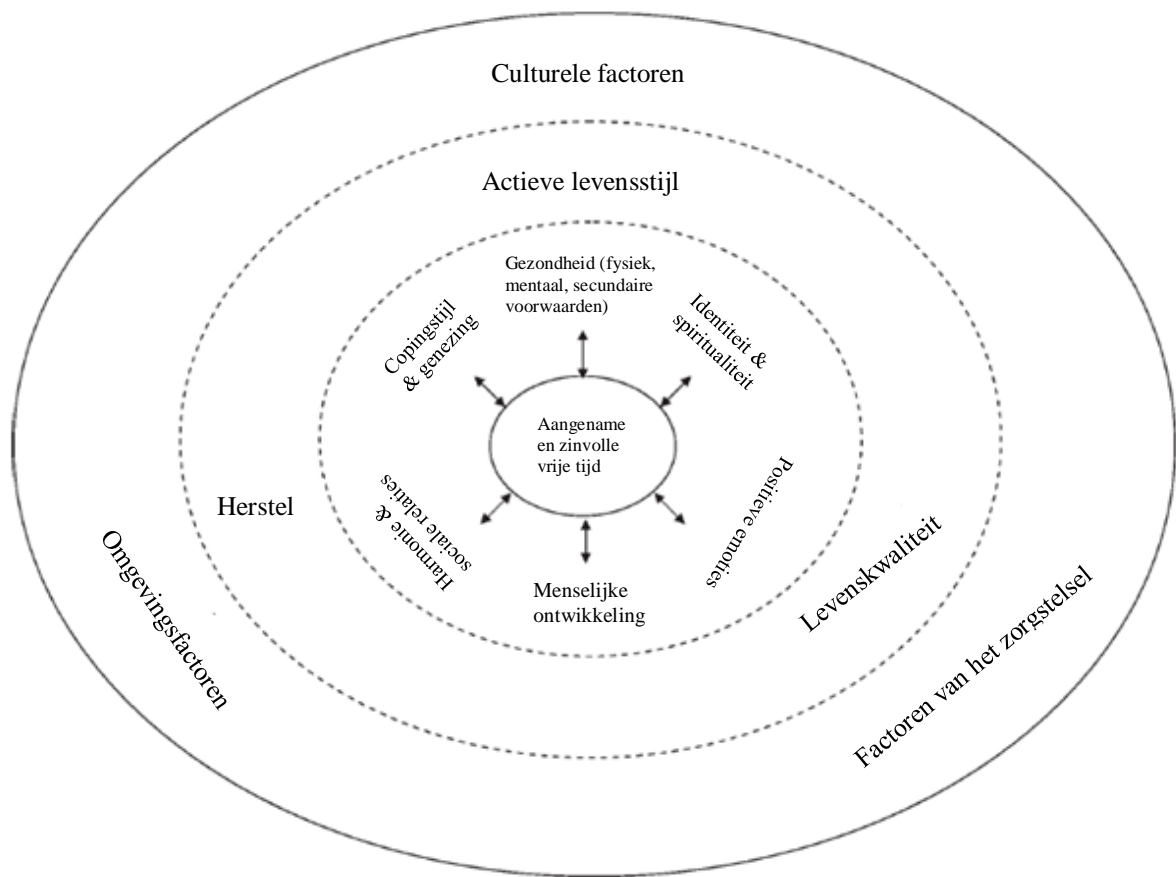 Culturele factoren
Actieve levensstijl
Gezondheid (fysiek,
mentaal, secundaire
voorwaarden)
Copingstijl
& genezing
Identiteit &
spiritualiteit
Aangename
en zinvolle
vrije tijd
Harmonie &
sociale relaties
Positieve emoties
Menselijke
ontwikkeling
Herstel
Levenskwaliteit
Omgevingsfactoren
Factoren van het zorgstelsel